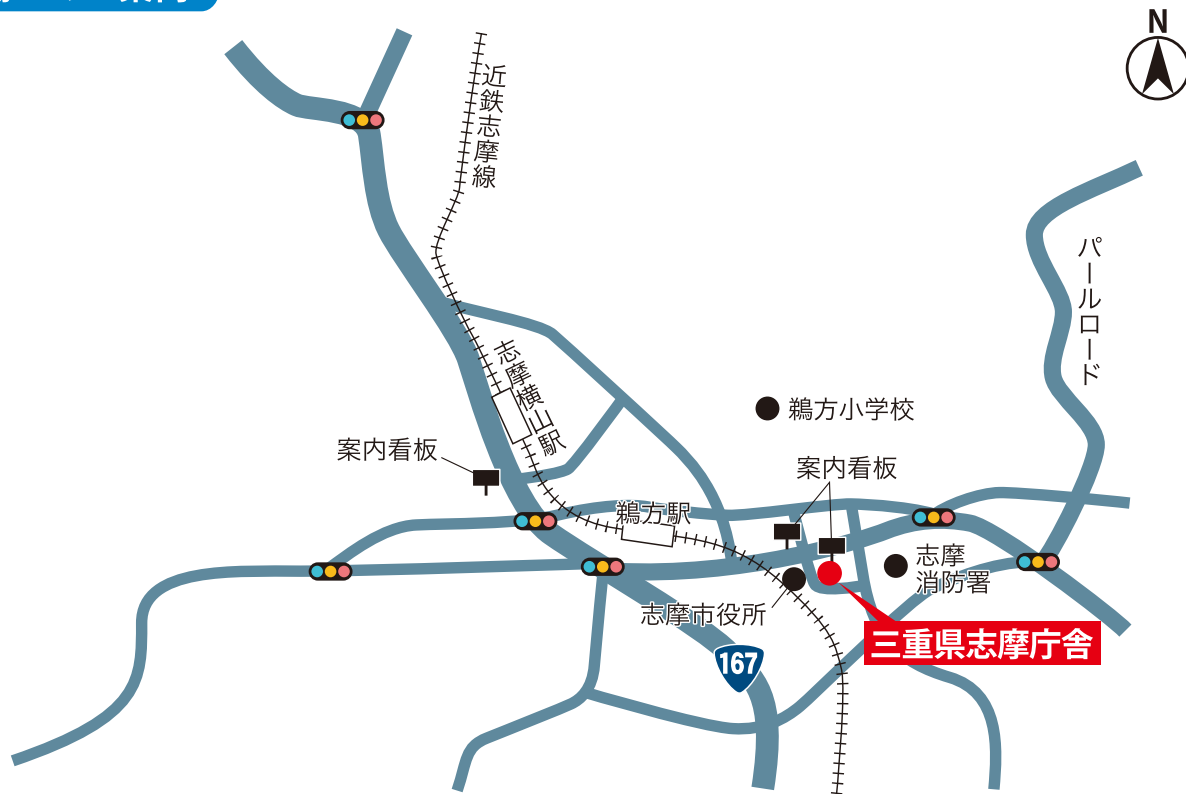 N
近鉄志摩線
パールロード
志摩横山駅
鵜方小学校
案内看板
案内看板
鵜方駅
志摩
消防署
志摩市役所
三重県志摩庁舎
167